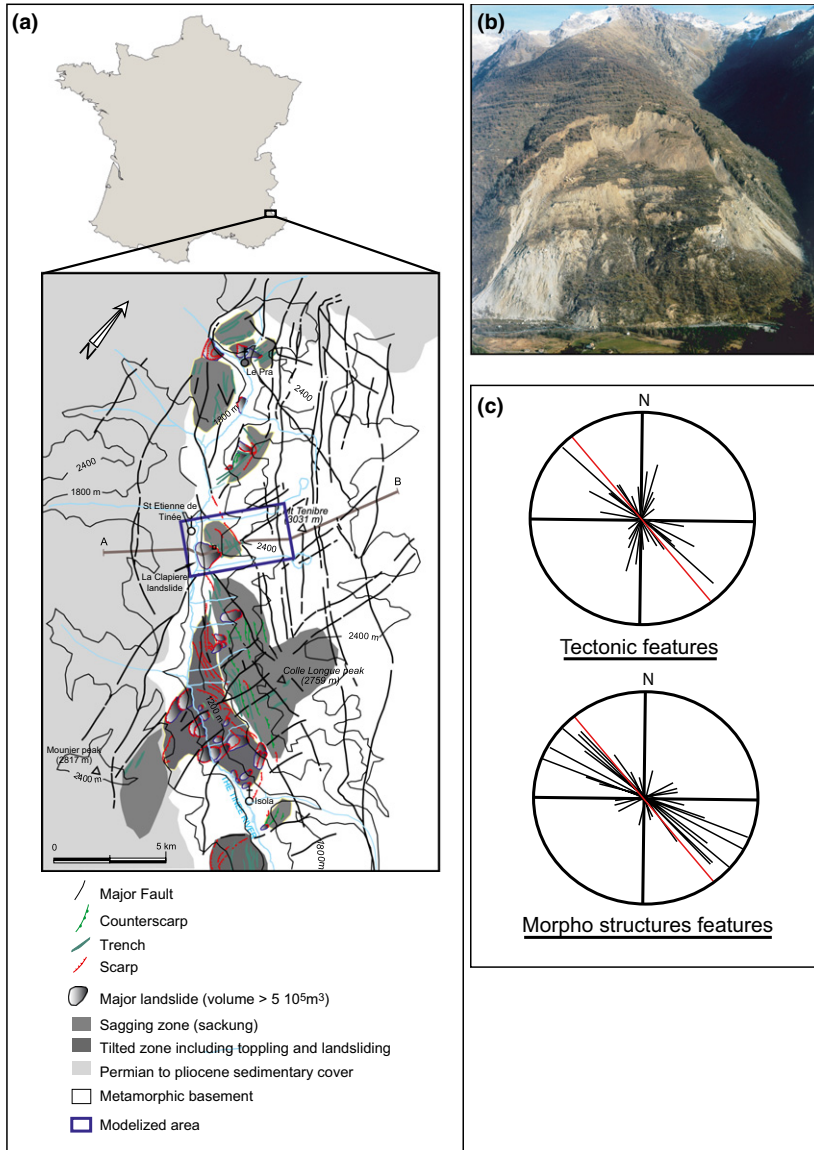 (a)
Le Pra
2400
1800 m
2400
1800 m
B
St Etienne de
Tinée
Mt Tenibre
(3031 m)
A
2400
La Clapiere
landslide
2400 m
Colle Longue peak
(2759 m)
1200 m
Mounier peak
(2817 m)
2400 m
Isola
1800m
0
5 km
Major Fault
Counterscarp
Trench
Scarp
Major landslide (volume > 5 10⁵m³)
Sagging zone (sackung)
Tilted zone including toppling and landsliding
Permian to pliocene sedimentary cover
Metamorphic basement
Modelized area
(b)
(c)
N
Tectonic features
N
Morpho structures features